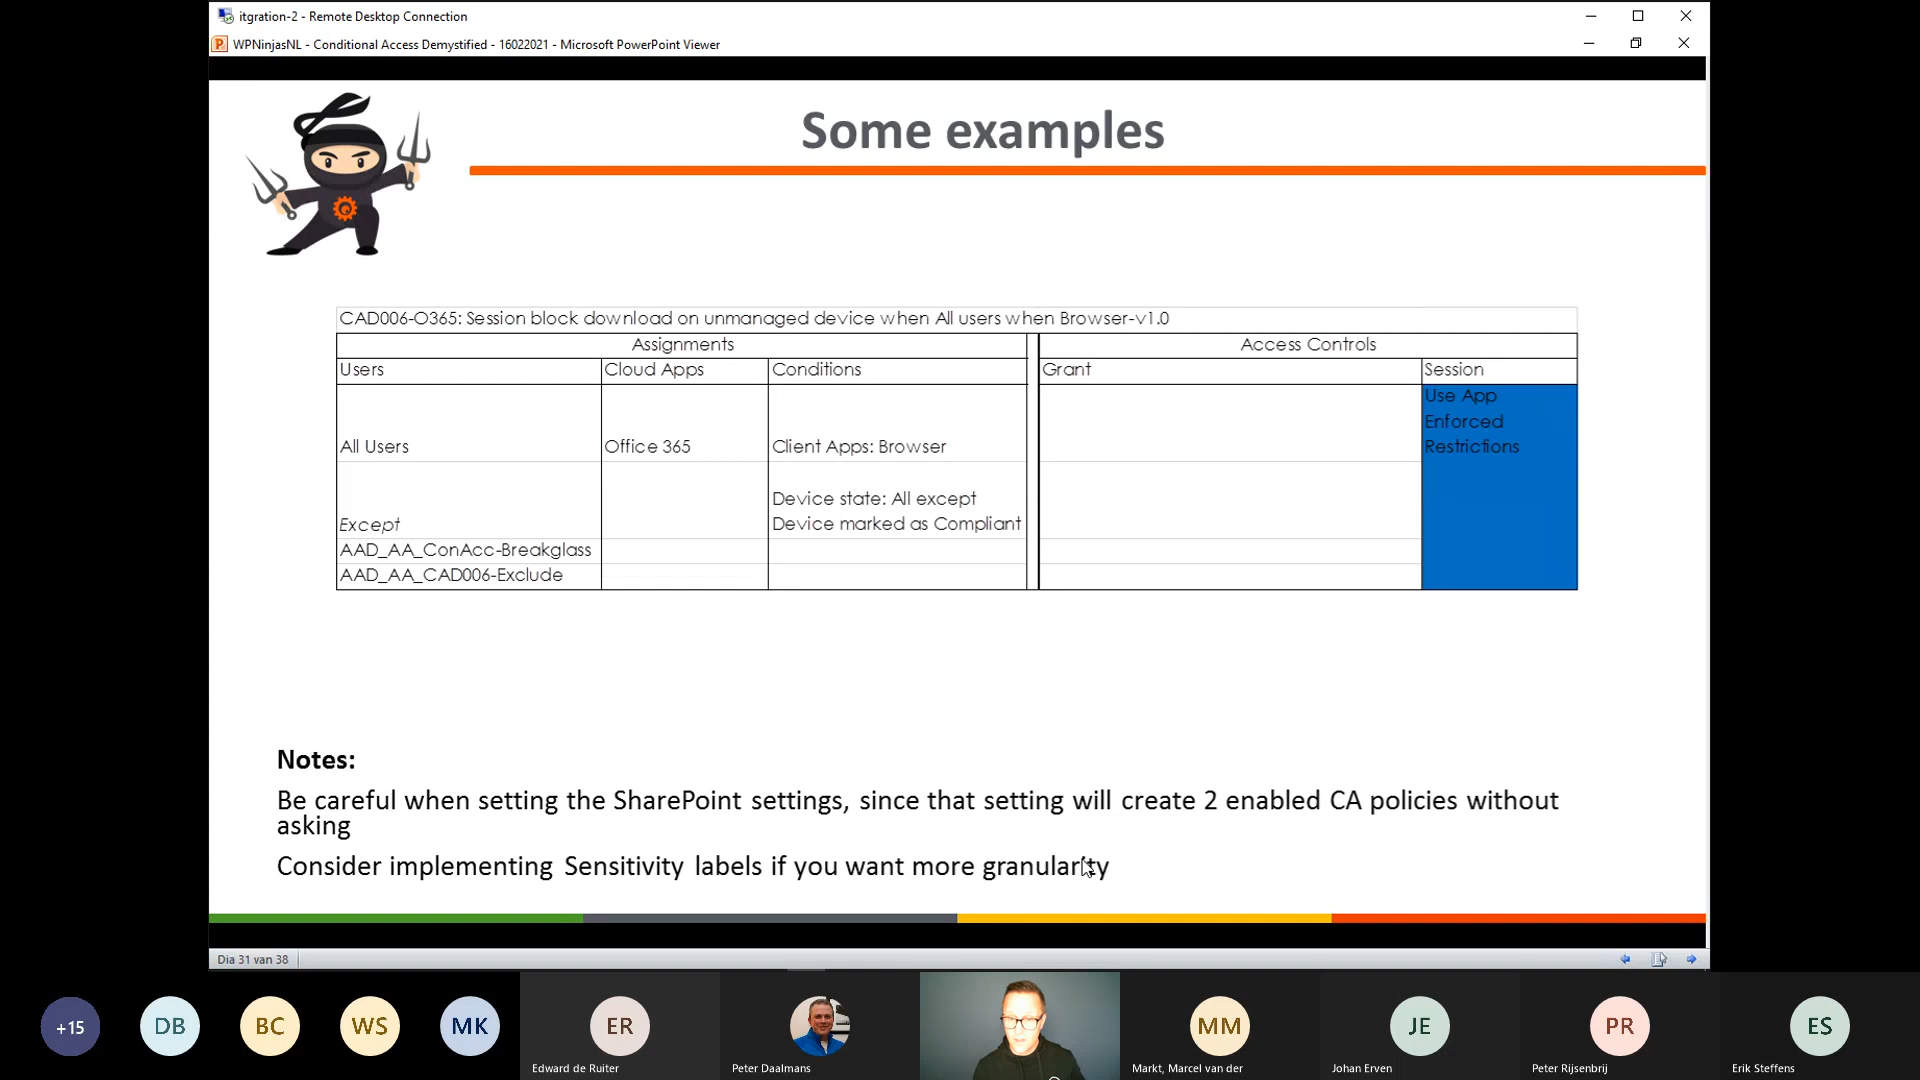 itgration-2 - Remote Desktop Connection
WPNinjasNL - Conditional Access Demystified - 16022021 - Microsoft PowerPoint Viewer
Some examples
CAD006-O365: Session block download on unmanaged device when All users when Browser-v1.0
Assignments
Access Controls
Users
Cloud Apps
Conditions
Grant
Session
All Users
Office 365
Client Apps: Browser
Use App
Enforced
Restrictions
Except
Device state: All except
Device marked as Compliant
AAD_AA_ConAcc-Breakglass
AAD_AA_CAD006-Exclude
Notes:
Be careful when setting the SharePoint settings, since that setting will create 2 enabled CA policies without
asking
Consider implementing Sensitivity labels if you want more granularity
Dia 31 van 38
+15
DB
BC
WS
MK
ER
Edward de Ruiter
Peter Daalmans
MM
Markt, Marcel van der
JE
Johan Erven
PR
Peter Rijsenbrij
ES
Erik Steffens